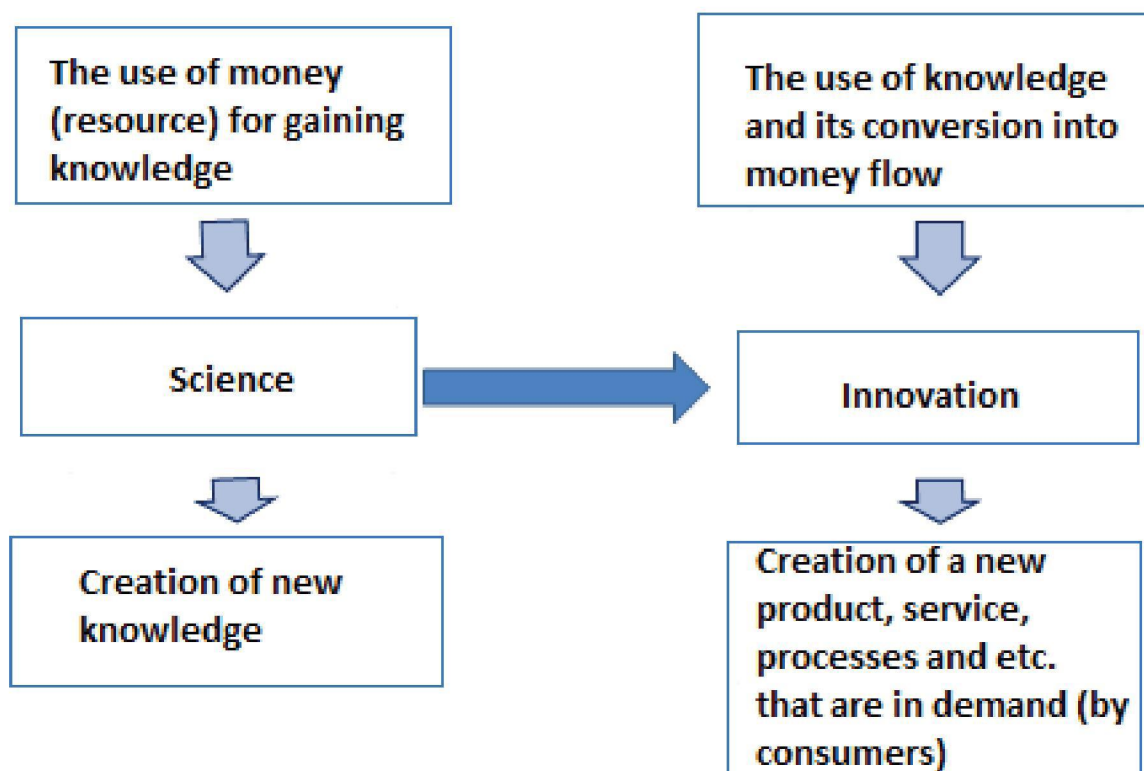 The use of money
(resource) for gaining
knowledge
The use of knowledge
and its conversion into
money flow
Science
Innovation
Creation of new
knowledge
Creation of a new
product, service,
processes and etc.
that are in demand (by
consumers)